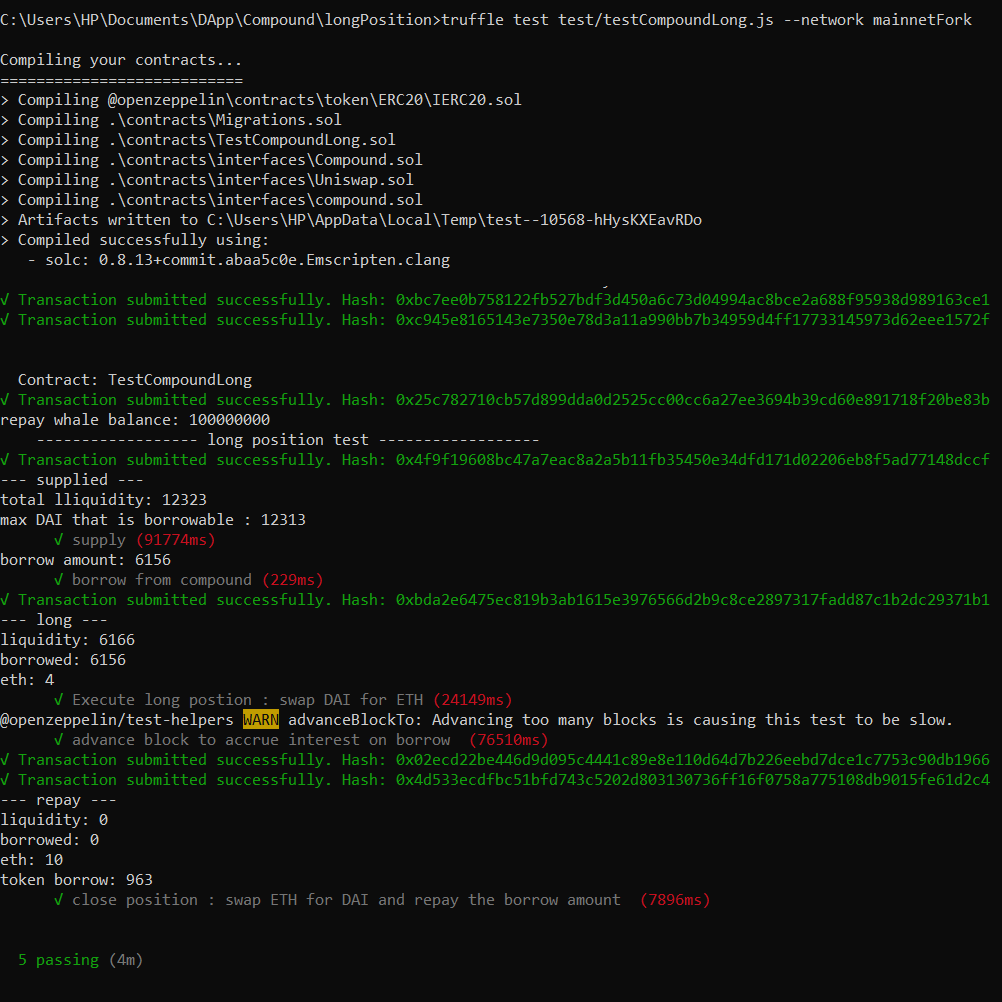 C:\Users\HP\Documents\DApp\Compound\longPosition>truffle test test/testCompoundLong.js --network mainnetFork
Compiling your contracts...
===========================
> Compiling @openzeppelin\contracts\token\ERC20\IERC20.sol
> Compiling .\contracts\Migrations.sol
> Compiling .\contracts\TestCompoundLong.sol
> Compiling .\contracts\interfaces\Compound.sol
> Compiling .\contracts\interfaces\Uniswap.sol
> Compiling .\contracts\interfaces\compound.sol
> Artifacts written to C:\Users\HP\AppData\Local\Temp\test--10568-hHysKXEavRDo
> Compiled successfully using:
- solc: 0.8.13+commit.abaa5c0e.Emscripten.clang
√ Transaction submitted successfully. Hash: 0xbc7ee0b758122fb527bdf3d450a6c73d04994ac8bce2a688f95938d989163ce1
√ Transaction submitted successfully. Hash: 0xc945e8165143e7350e78d3a11a990bb7b34959d4ff17733145973d62eee1572f
Contract: TestCompoundLong
√ Transaction submitted successfully. Hash: 0x25c782710cb57d899dda0d2525cc00cc6a27ee3694b39cd60e891718f20be83b
repay whale balance: 100000000
------------------ long position test ------------------
√ Transaction submitted successfully. Hash: 0x4f9f19608bc47a7eac8a2a5b11fb35450e34dfd171d02206eb8f5ad77148dccf
--- supplied ---
total lliquidity: 12323
max DAI that is borrowable : 12313
√ supply (91774ms)
borrow amount: 6156
√ borrow from compound (229ms)
√ Transaction submitted successfully. Hash: 0xbda2e6475ec819b3ab1615e3976566d2b9c8ce2897317fadd87c1b2dc29371b1
--- long ---
liquidity: 6166
borrowed: 6156
eth: 4
√ Execute long postion : swap DAI for ETH (24149ms)
@openzeppelin/test-helpers WARN advanceBlockTo: Advancing too many blocks is causing this test to be slow.
√ advance block to accrue interest on borrow (76510ms)
√ Transaction submitted successfully. Hash: 0x02ecd22be446d9d095c4441c89e8e110d64d7b226eebd7dce1c7753c90db1966
√ Transaction submitted successfully. Hash: 0x4d533ecdfbc51bfd743c5202d803130736ff16f0758a775108db9015fe61d2c4
--- repay ---
liquidity: 0
borrowed: 0
eth: 10
token borrow: 963
√ close position : swap ETH for DAI and repay the borrow amount (7896ms)
5 passing (4m)